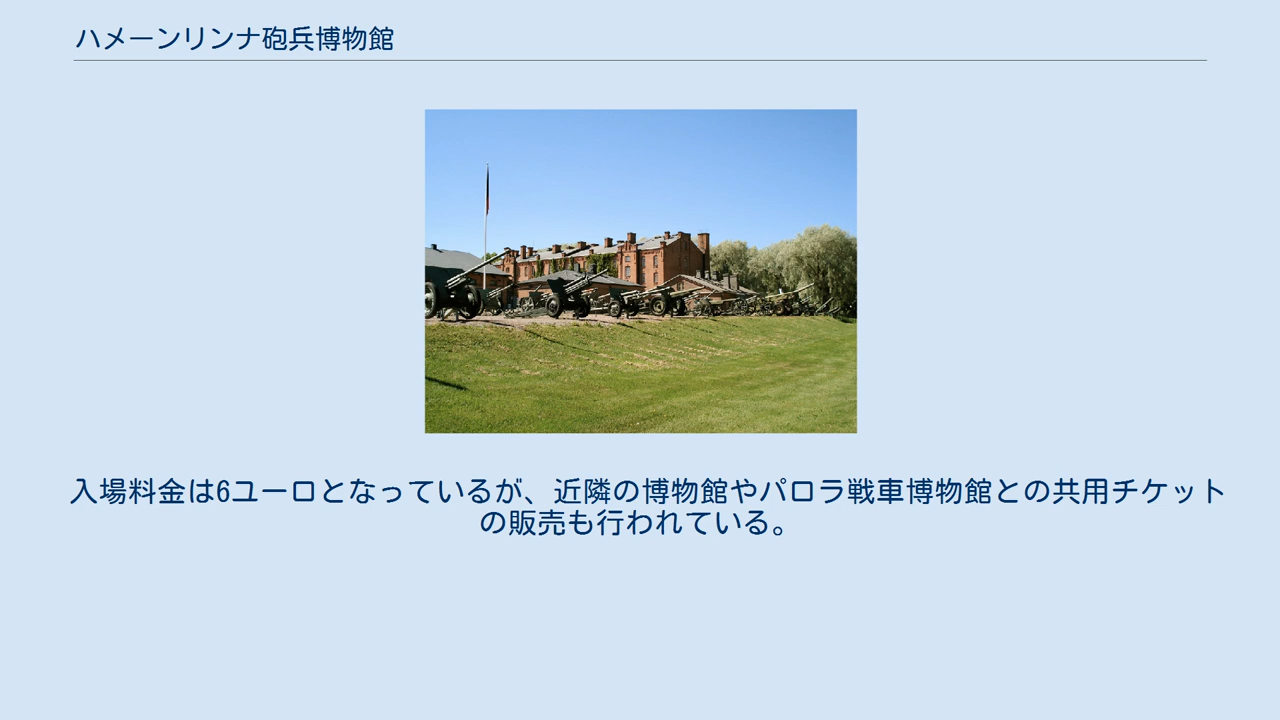 ハメーンリンナ砲兵博物館
入場料金は6ユーロとなっているが、近隣の博物館やパロラ戦車博物館との共用チケット
の販売も行われている。